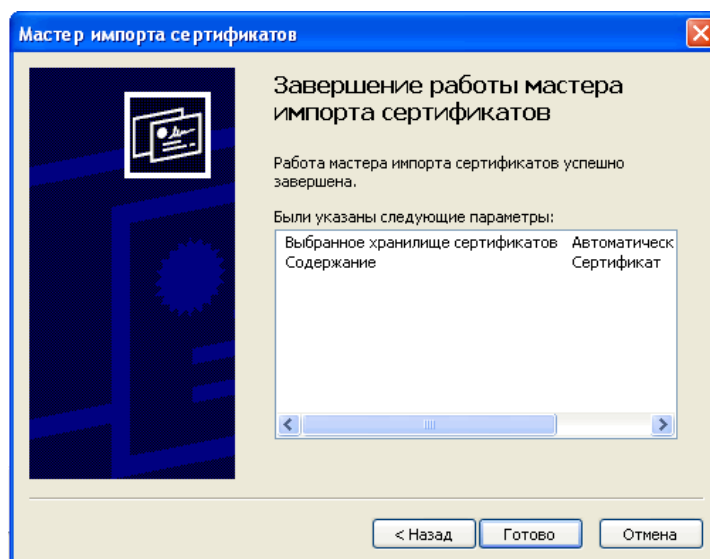 Мастер импорта сертификатов
Завершение работы мастера
импорта сертификатов
Работа мастера импорта сертификатов успешно
завершена.
Были указаны следующие параметры:
Выбранное хранилище сертификатов Автоматическ
Содержание Сертификат
< Назад Готово Отмена